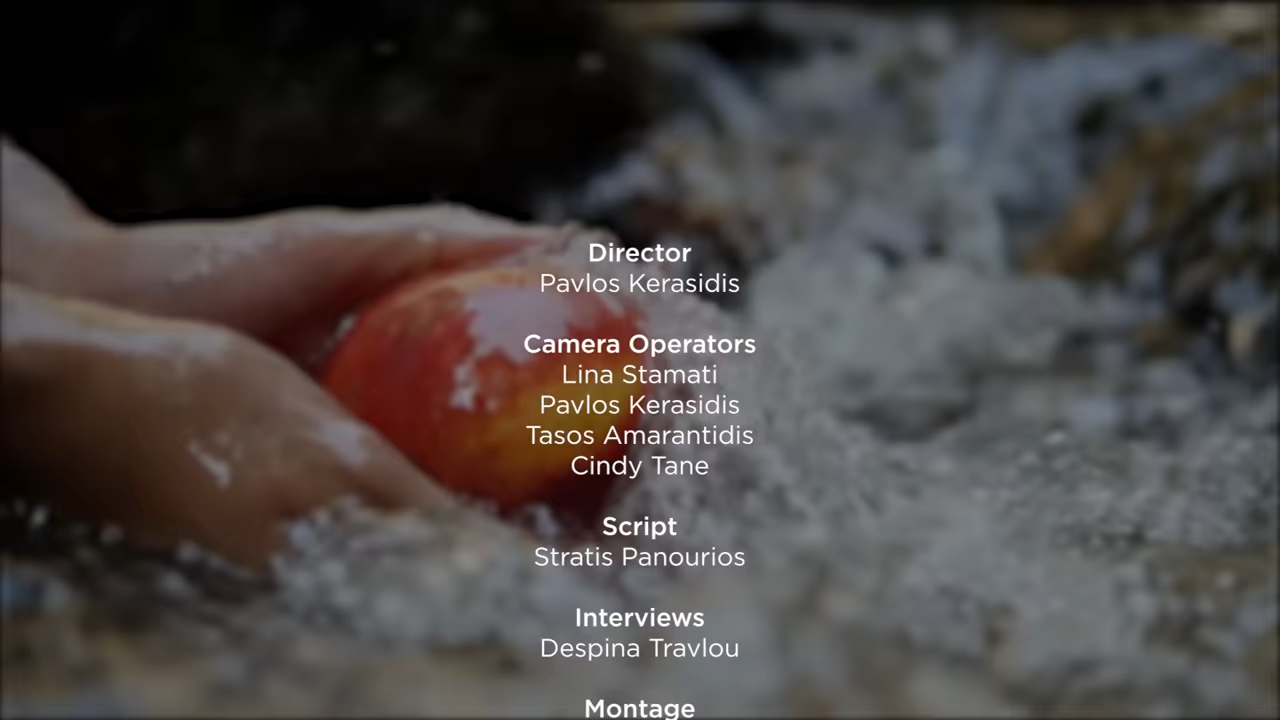 Director
Pavlos Kerasidis
Camera Operators
Lina Stamati
Pavlos Kerasidis
Tasos Amarantidis
Cindy Tane
Script
Stratis Panourios
Interviews
Despina Travlou
Montage